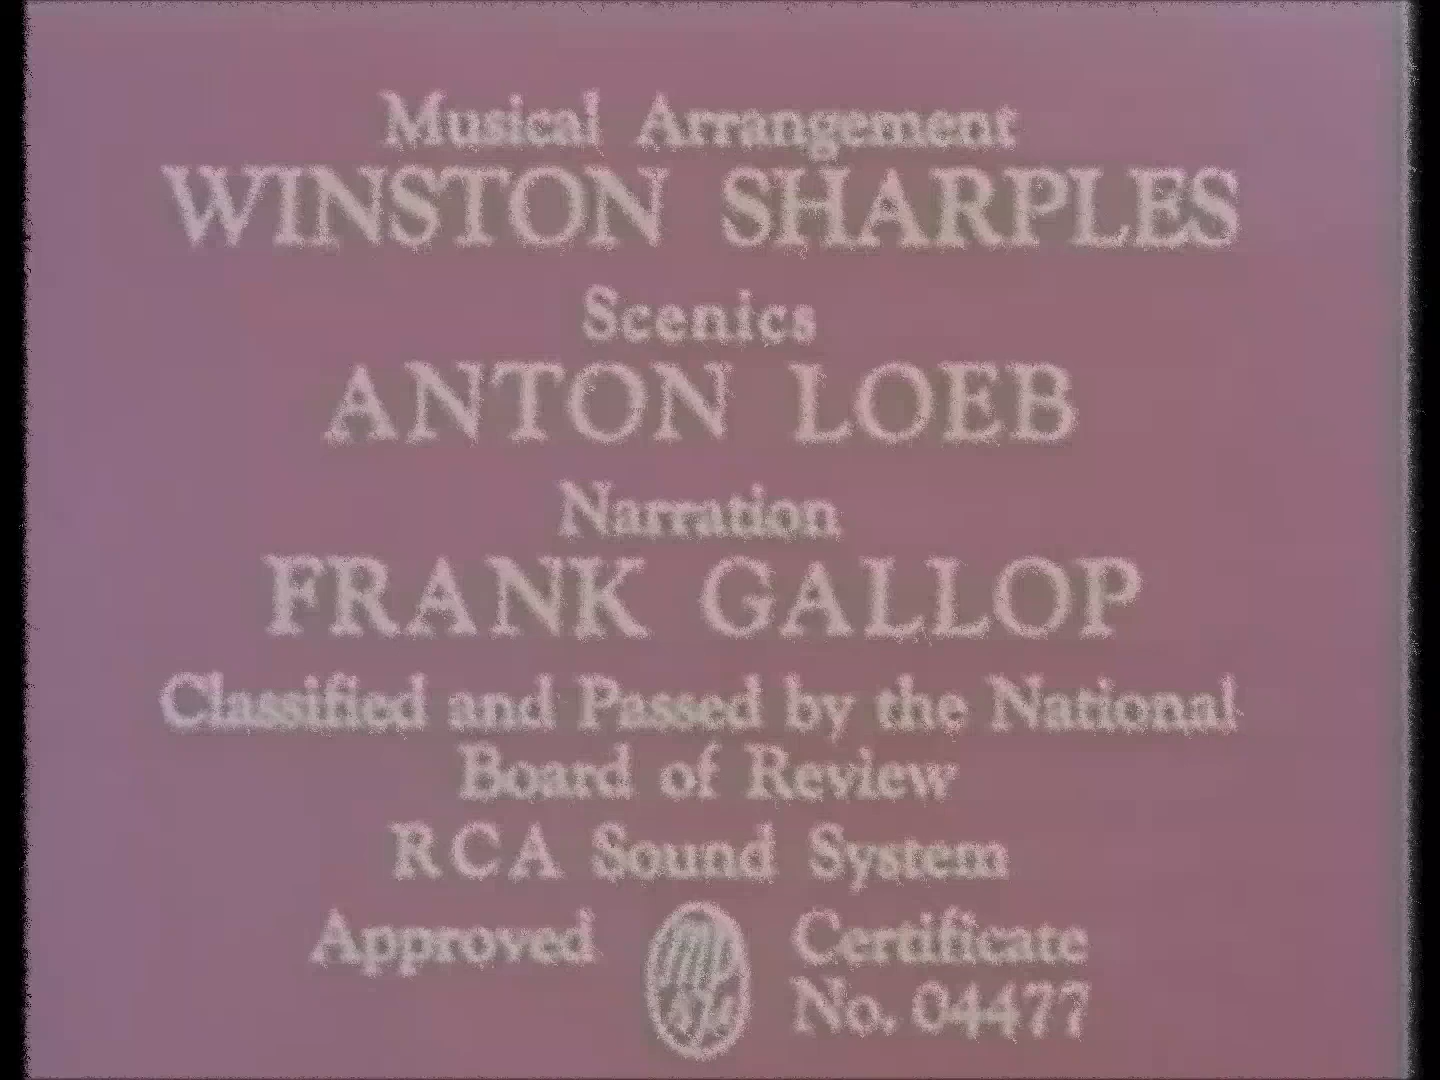 Musical Arrangement
WINSTON SHARPLES
Scenics
ANTON LOEB
Narration
FRANK GALLOP
Classified and Passed by the National
Board of Review
RCA Sound System
Approved
Certificate
No. 04477